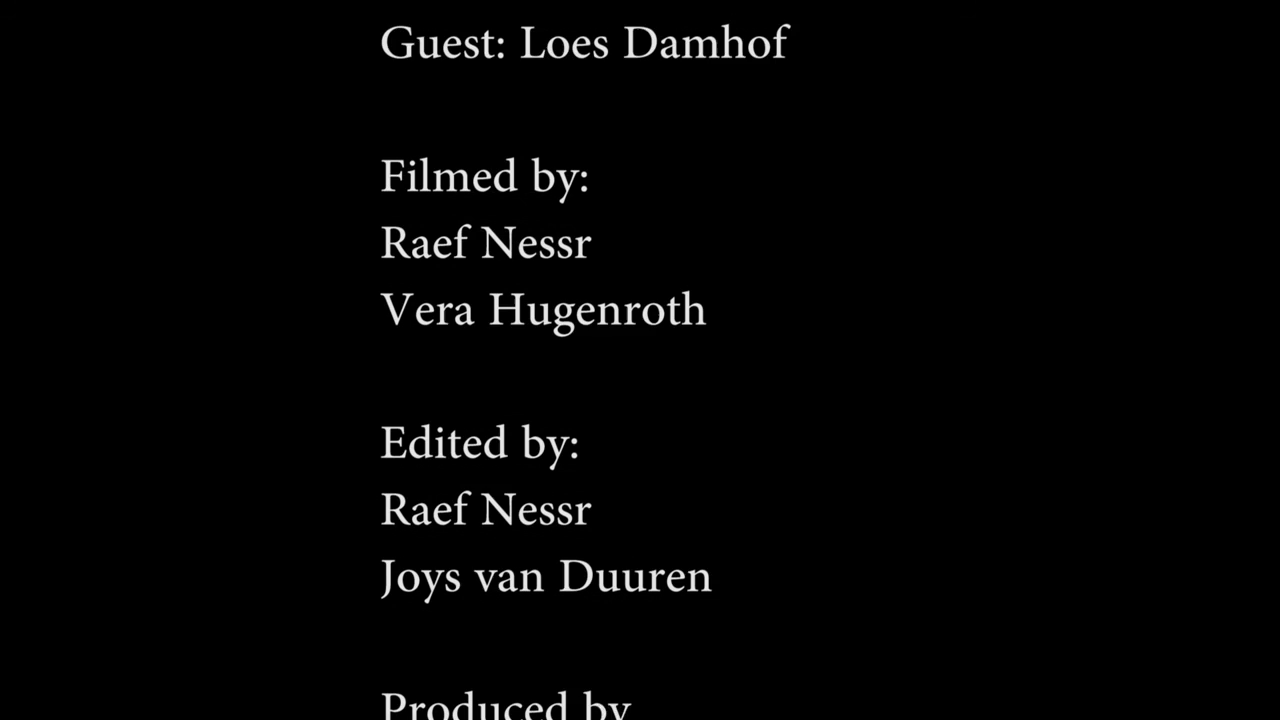 Guest: Loes Damhof
Filmed by:
Raef Nessr
Vera Hugenroth
Edited by:
Raef Nessr
Joys van Duuren
Produced by